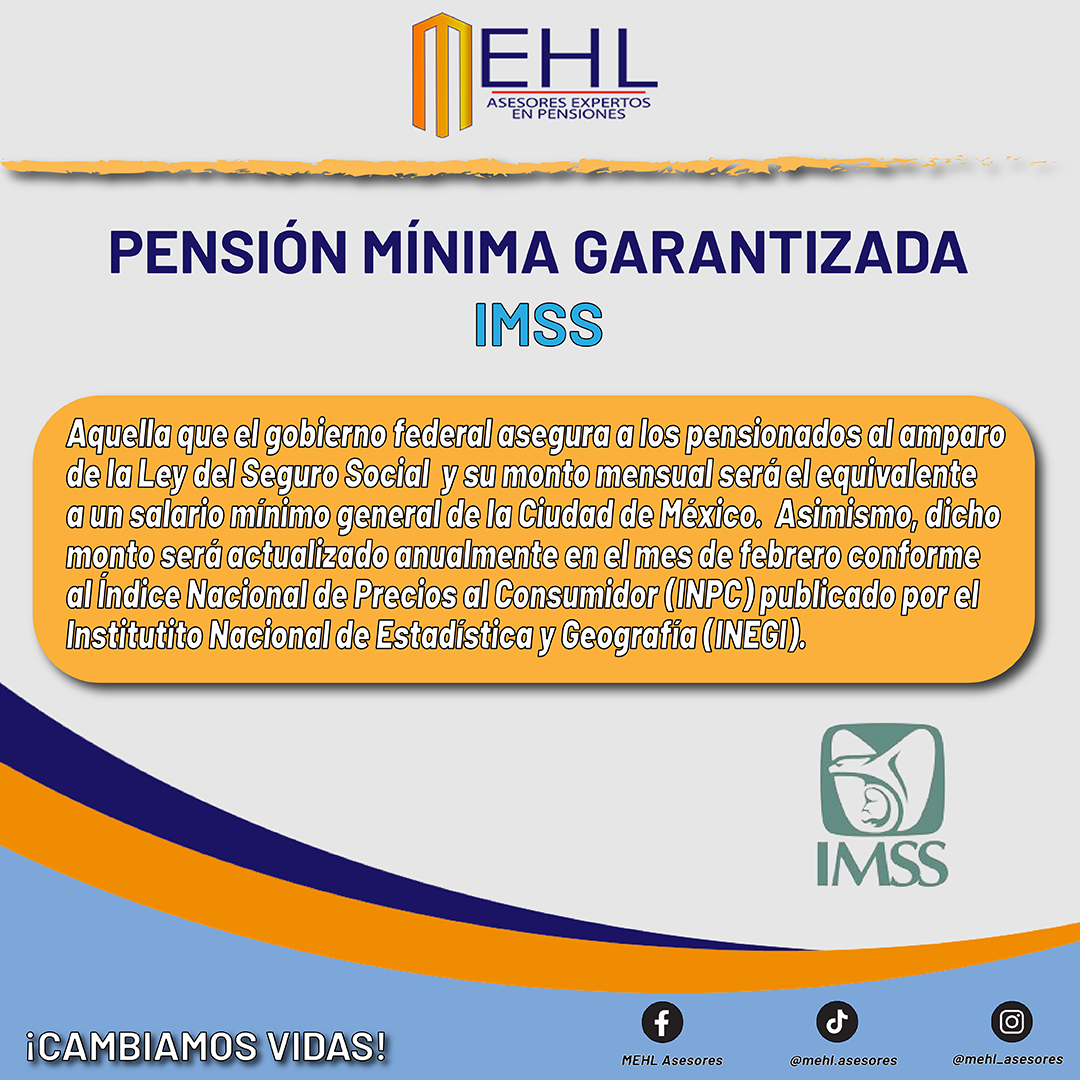 MEHL
ASESORES EXPERTOS
EN PENSIONES
PENSIÓN MÍNIMA GARANTIZADA
IMSS
Aquella que el gobierno federal asegura a los pensionados al amparo
de la Ley del Seguro Social y su monto mensual será el equivalente
a un salario mínimo general de la Ciudad de México. Asimismo, dicho
monto será actualizado anualmente en el mes de febrero conforme
al Índice Nacional de Precios al Consumidor (INPC) publicado por el
Institutito Nacional de Estadística y Geografía (INEGI).
IMSS
¡CAMBIAMOS VIDAS!
MEHL Asesores
@mehl.asesores
@mehl_asesores